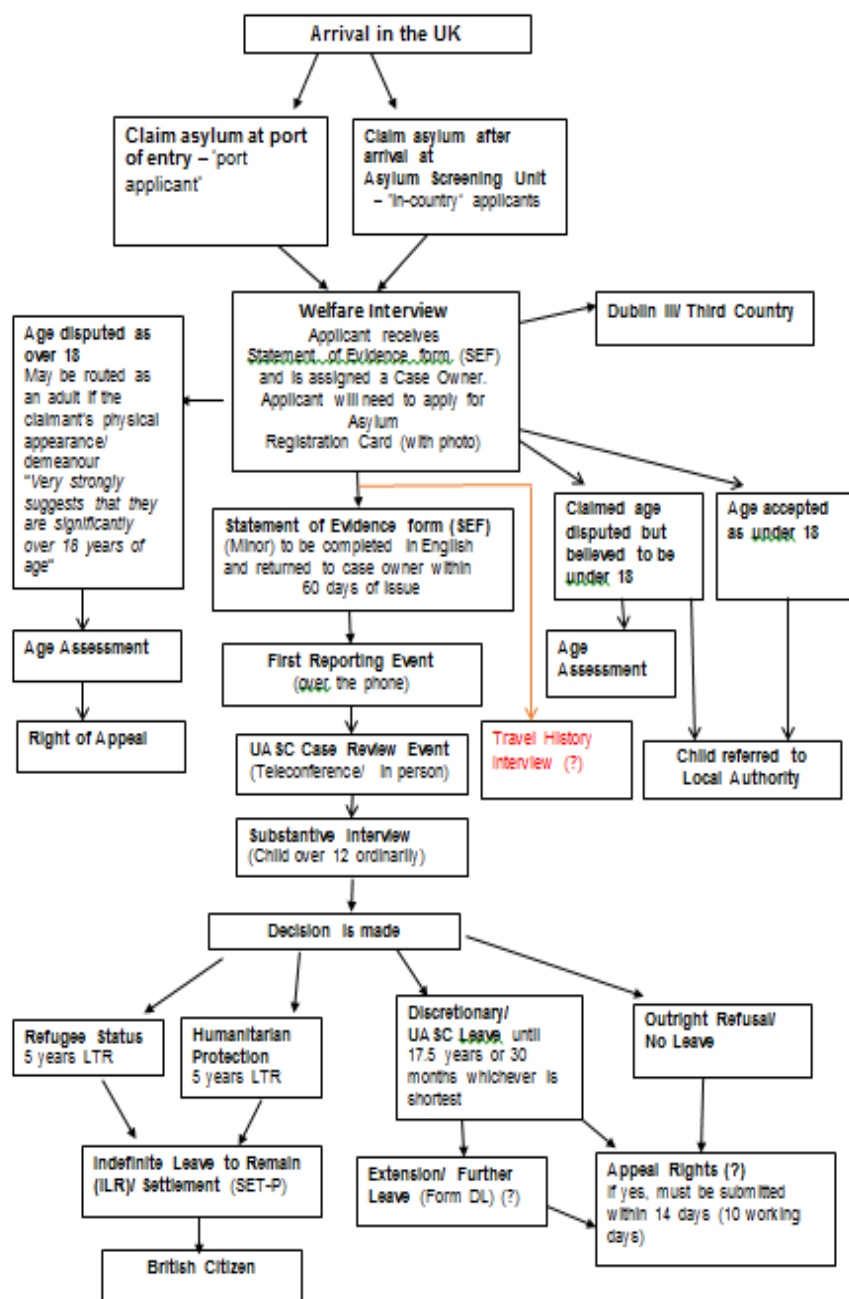 Arrival in the UK
Claim asylum at port
of entry – "port
applicant"
Claim asylum after
arrival at
Asylum Screening Unit
– "in-country" applicants
Welfare Interview
Applicant receives
Statement of Evidence form (SEF)
and is assigned a Case Owner.
Applicant will need to apply for
Asylum
Registration Card (with photo)
Dublin III/ Third Country
Age disputed as
over 18
May be routed as
an adult if the
claimant's physical
appearance/
demeanour
"Very strongly
suggests that they
are significantly
over 18 years of
age"
Statement of Evidence form (SEF)
(Minor) to be completed in English
and returned to case owner within
60 days of issue
Claimed age
disputed but
believed to be
under 18
Age accepted
as under 18
Age Assessment
First Reporting Event
(over the phone)
Age
Assessment
Right of Appeal
UASC Case Review Event
(Teleconference/ in person)
Travel History
Interview (?)
Child referred to
Local Authority
Substantive Interview
(Child over 12 ordinarily)
Decision is made
Refugee Status
5 years LTR
Humanitarian
Protection
5 years LTR
Discretionary/
UASC Leave until
17.5 years or 30
months whichever is
shortest
Outright Refusal/
No Leave
Indefinite Leave to Remain
(ILR)/ Settlement (SET-P)
Extension/ Further
Leave (Form DL) (?)
Appeal Rights (?)
If yes, must be submitted
within 14 days (10 working
days)
British Citizen